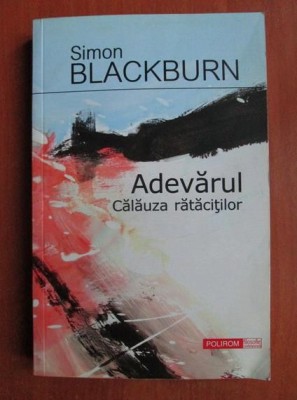 Simon
BLACKBURN
Adevărul
Călăuza rătăciţilor
POLIROM